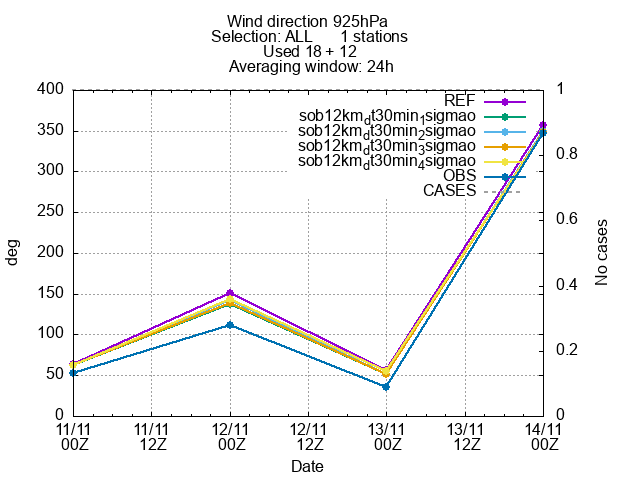 Wind direction 925hPa
Selection: ALL 1 stations
Used 18 + 12
Averaging window: 24h
400
350
300
250
200
150
100
50
0
deg
1
0.8
0.6
0.4
0.2
0
No cases
REF
sob12km_dt30min_1sigmao
sob12km_dt30min_2sigmao
sob12km_dt30min_3sigmao
sob12km_dt30min_4sigmao
OBS
CASES
11/11 11/11 12/11 12/11 13/11 13/11 14/11
00Z 12Z 00Z 12Z 00Z 12Z 00Z
Date